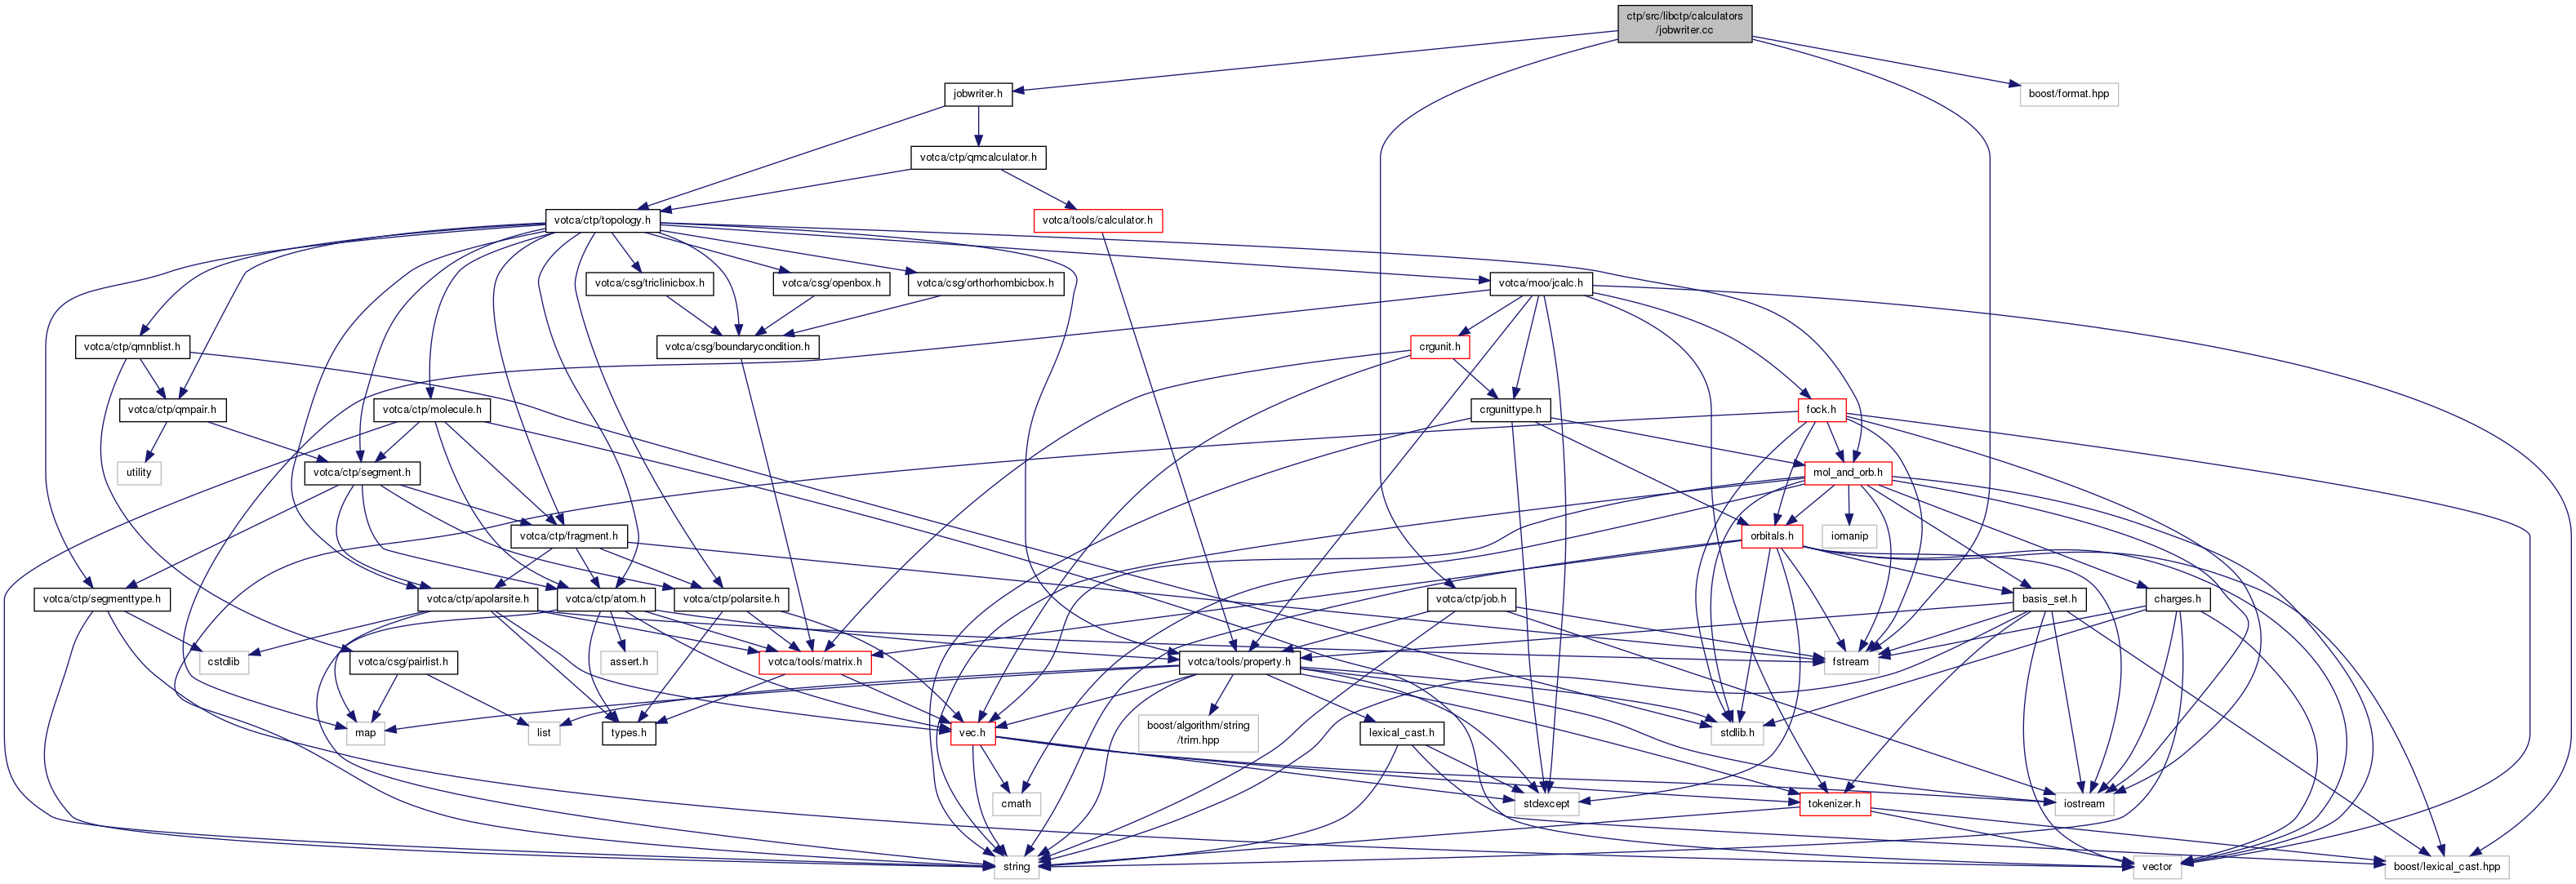 ctp/src/libctp/calculators
/jobwriter.cc
jobwriter.h
boost/format.hpp
votca/ctp/qmcalculator.h
votca/ctp/topology.h
votca/tools/calculator.h
votca/csg/triclinicbox.h
votca/csg/openbox.h
votca/csg/orthorhombicbox.h
votca/moo/jcalc.h
votca/ctp/qmnblist.h
votca/csg/boundarycondition.h
crgunit.h
votca/ctp/qmpair.h
votca/ctp/molecule.h
crgunittype.h
fock.h
utility
votca/ctp/segment.h
mol_and_orb.h
votca/ctp/fragment.h
orbitals.h
iomanip
votca/ctp/segmenttype.h
votca/ctp/apolarsite.h
votca/ctp/atom.h
votca/ctp/polarsite.h
votca/ctp/job.h
basis_set.h
charges.h
cstdlib
votca/csg/pairlist.h
assert.h
votca/tools/matrix.h
votca/tools/property.h
fstream
map
list
types.h
vec.h
boost/algorithm/string
/trim.hpp
lexical_cast.h
stdlib.h
cmath
stdexcept
tokenizer.h
iostream
string
vector
boost/lexical_cast.hpp